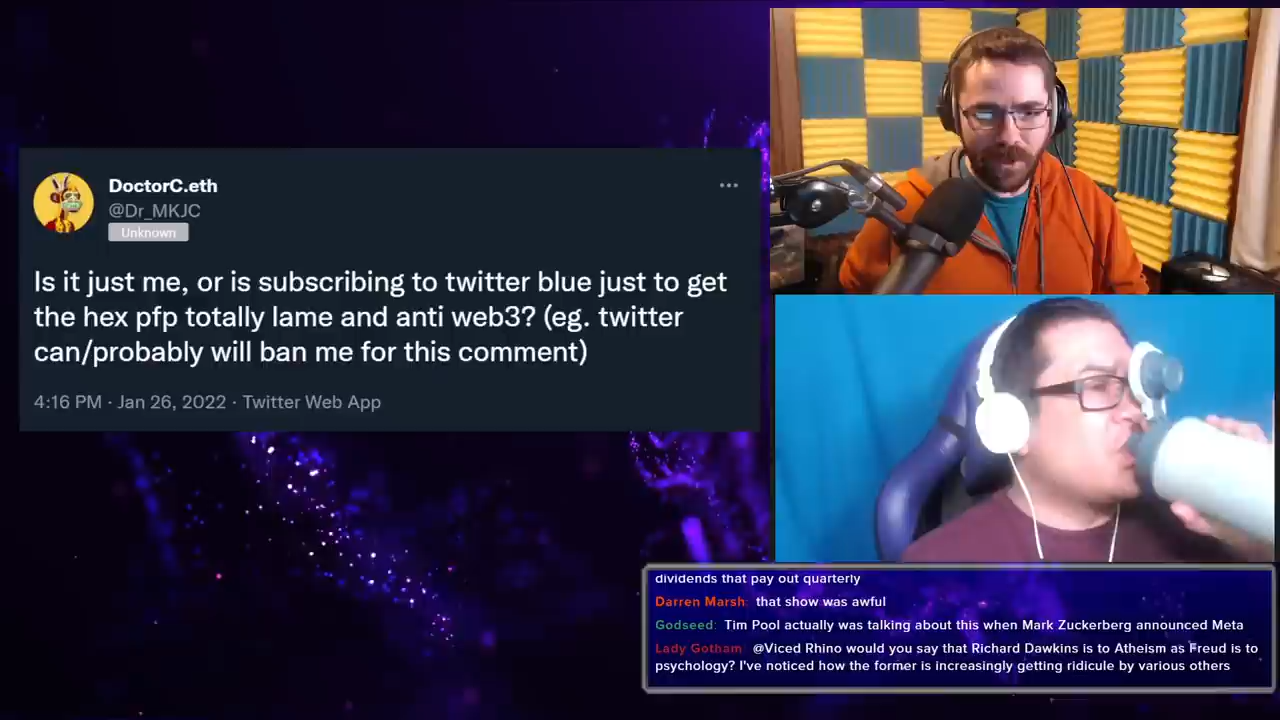 DoctorC.eth
@Dr_MKJC
Unknown
Is it just me, or is subscribing to twitter blue just to get
the hex pfp totally lame and anti web3? (eg. twitter
can/probably will ban me for this comment)
4:16 PM · Jan 26, 2022 · Twitter Web App
dividends that pay out quarterly
Darren Marsh: that show was awful
Godseed: Tim Pool actually was talking about this when Mark Zuckerberg announced Meta
Lady Gotham: @Viced Rhino would you say that Richard Dawkins is to Atheism as Freud is to
psychology? I've noticed how the former is increasingly getting ridicule by various others